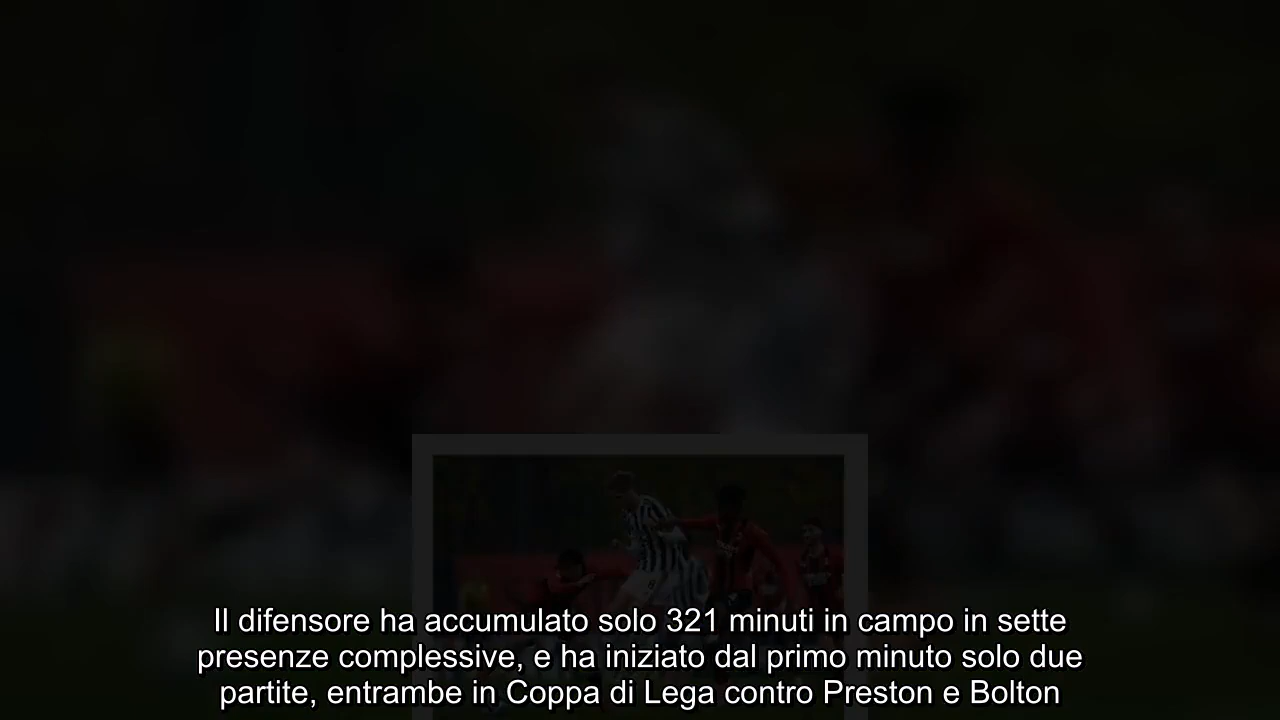 Il difensore ha accumulato solo 321 minuti in campo in sette
presenze complessive, e ha iniziato dal primo minuto solo due
partite, entrambe in Coppa di Lega contro Preston e Bolton